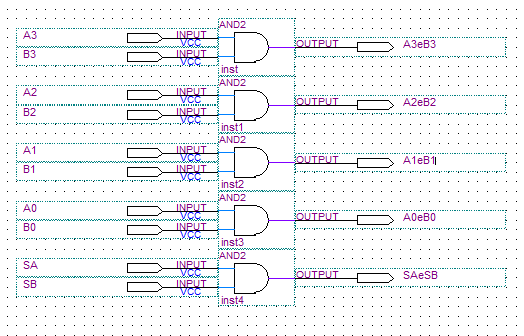 AND2
A3 INPUT VCC
B3 INPUT VCC
OUTPUT A3eB3
inst
AND2
A2 INPUT VCC
B2 INPUT VCC
OUTPUT A2eB2
inst1
AND2
A1 INPUT VCC
B1 INPUT VCC
OUTPUT A1eB1
inst2
AND2
A0 INPUT VCC
B0 INPUT VCC
OUTPUT A0eB0
inst3
AND2
SA INPUT VCC
SB INPUT VCC
OUTPUT SAeSB
inst4